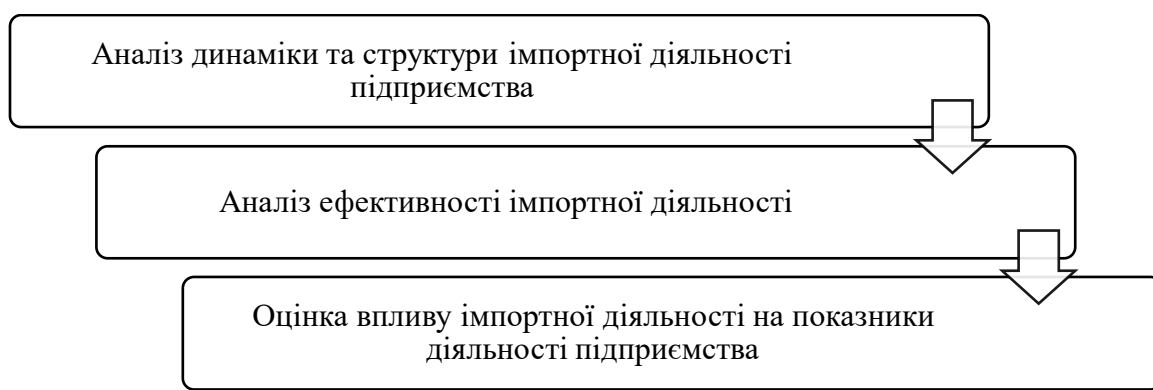 Аналіз динаміки та структури імпортної діяльності
підприємства
Аналіз ефективності імпортної діяльності
Оцінка впливу імпортної діяльності на показники
діяльності підприємства